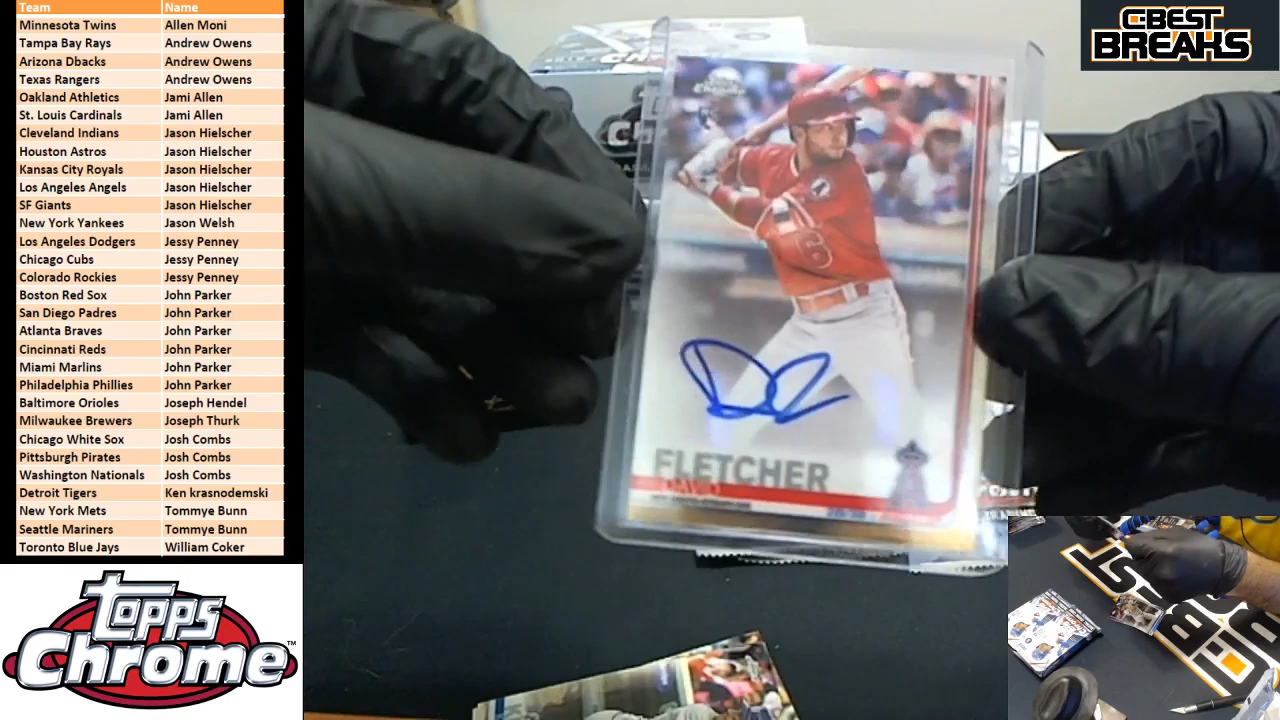 Team Name
Minnesota Twins Allen Moni
Tampa Bay Rays Andrew Owens
Arizona Dbacks Andrew Owens
Texas Rangers Andrew Owens
Oakland Athletics Jami Allen
St. Louis Cardinals Jami Allen
Cleveland Indians Jason Hielscher
Houston Astros Jason Hielscher
Kansas City Royals Jason Hielscher
Los Angeles Angels Jason Hielscher
SF Giants Jason Hielscher
New York Yankees Jason Welsh
Los Angeles Dodgers Jessy Penney
Chicago Cubs Jessy Penney
Colorado Rockies Jessy Penney
Boston Red Sox John Parker
San Diego Padres John Parker
Atlanta Braves John Parker
Cincinnati Reds John Parker
Miami Marlins John Parker
Philadelphia Phillies John Parker
Baltimore Orioles Joseph Hendel
Milwaukee Brewers Joseph Thurk
Chicago White Sox Josh Combs
Pittsburgh Pirates Josh Combs
Washington Nationals Josh Combs
Detroit Tigers Ken krasnodemski
New York Mets Tommye Bunn
Seattle Mariners Tommye Bunn
Toronto Blue Jays William Coker
Topps
Chrome™
C-BEST
BREAKS
Chrome
6
FLETCHER
DAVID